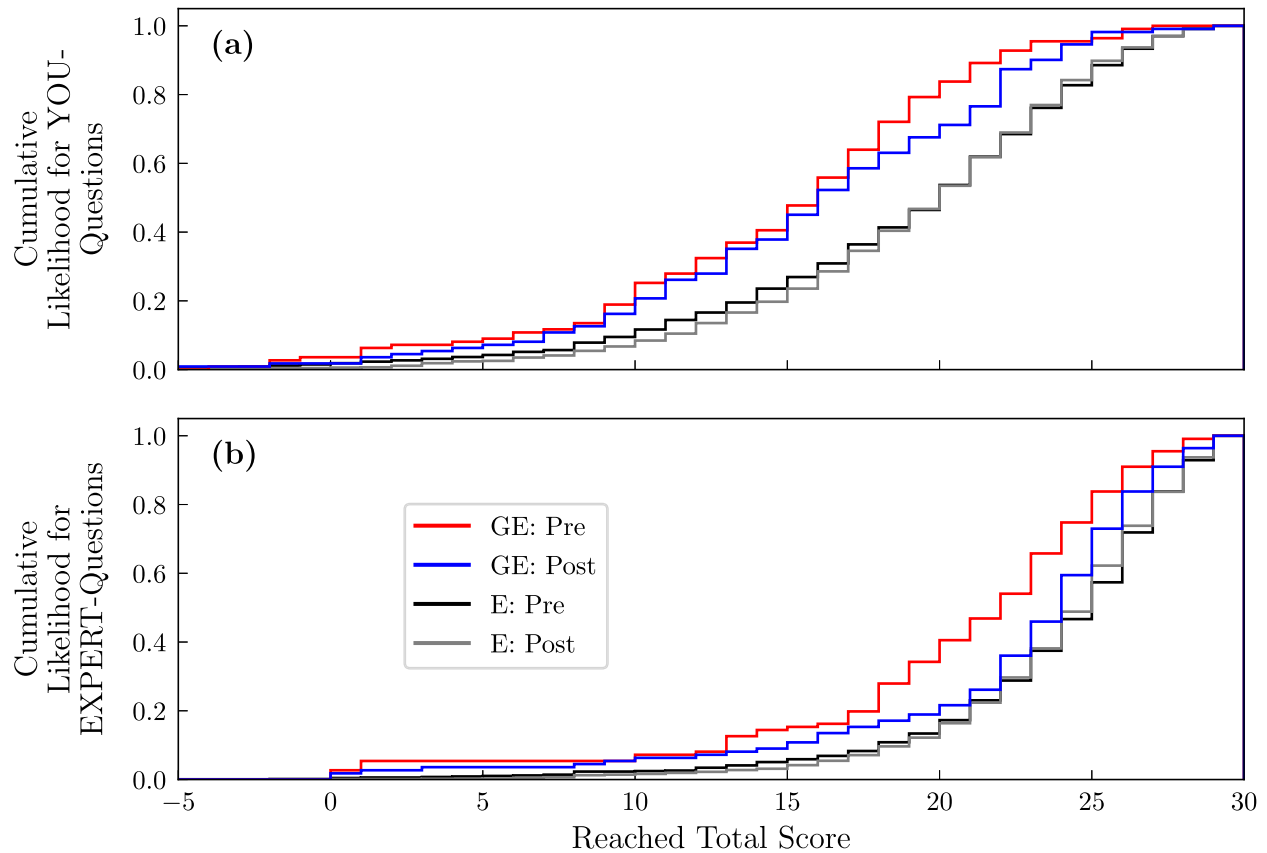 (a)
Cumulative
Likelihood for YOU-
Questions
1.0
0.8
0.6
0.4
0.2
0.0
(b)
Cumulative
Likelihood for
EXPERT-Questions
1.0
0.8
0.6
0.4
0.2
0.0
GE: Pre
GE: Post
E: Pre
E: Post
−5 0 5 10 15 20 25 30
Reached Total Score